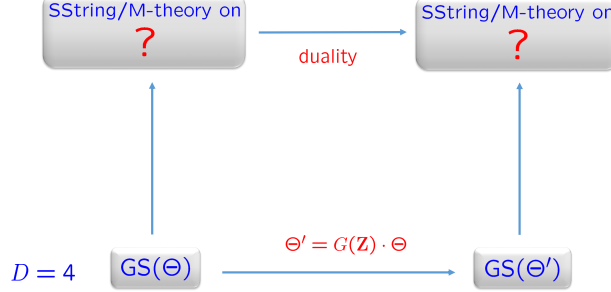 SString/M-theory on
?
SString/M-theory on
?
duality
Θ′ = G(Z) · Θ
D = 4
GS(Θ)
GS(Θ′)